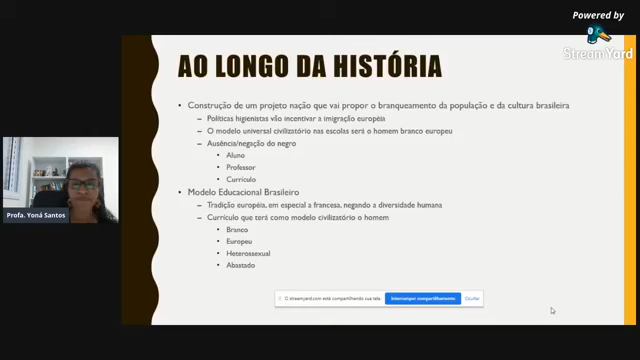 Powered by
StreamYard
AO LONGO DA HISTÓRIA
• Construção de um projeto nação que vai propor o branqueamento da população e da cultura brasileira
– Políticas higienistas vão incentivar a imigração européia
– O modelo universal civilizatório nas escolas será o homem branco europeu
– Ausência/negação do negro
• Aluno
• Professor
• Currículo
• Modelo Educacional Brasileiro
– Tradição européia, em especial a francesa, negando a diversidade humana
– Currículo que terá como modelo civilizatório o homem
• Branco
• Europeu
• Heterossexual
• Abastado
Profa. Yoná Santos
O streamyard.com está compartilhando sua tela. Interromper compartilhamento Ocultar